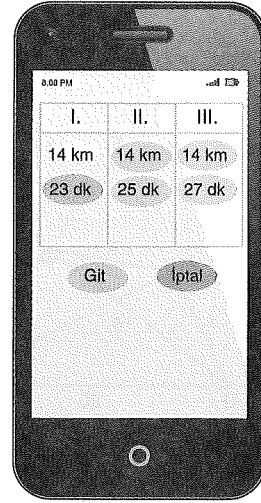 8.00 PM
I. II. III.
14 km 14 km 14 km
23 dk 25 dk 27 dk
Git İptal